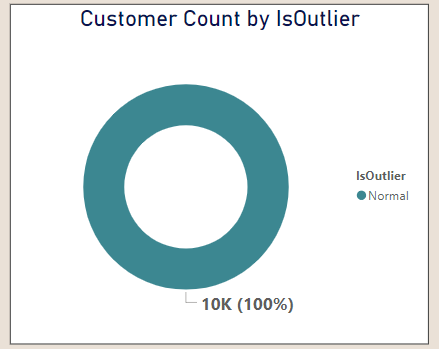 Customer Count by IsOutlier
IsOutlier
Normal
10K (100%)